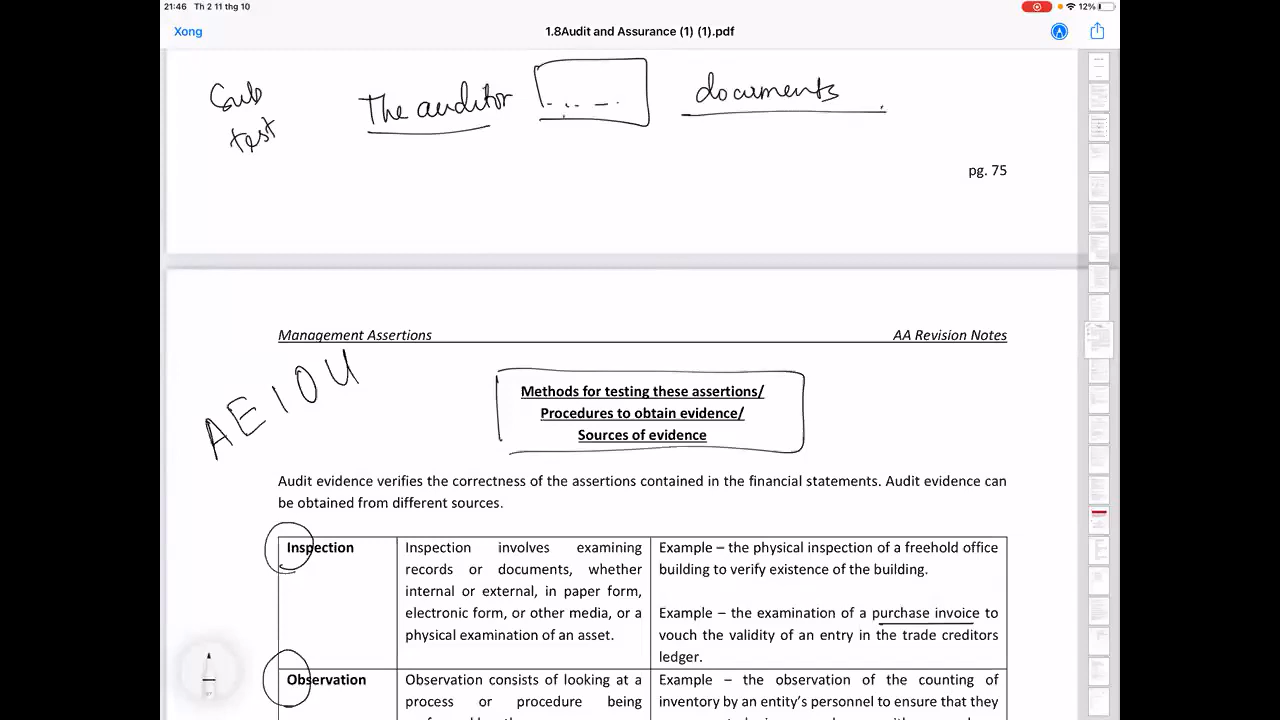 21:46 Th 2 11 thg 10 12%
Xong 1.8Audit and Assurance (1) (1).pdf
Sub
test
The auditor .... documents.
pg. 75
Management Assertions AA Revision Notes
AEIOU
Methods for testing these assertions/
Procedures to obtain evidence/
Sources of evidence
Audit evidence verifies the correctness of the assertions contained in the financial statements. Audit evidence can
be obtained from different sources.
Inspection Inspection involves examining Example – the physical inspection of a freehold office
records or documents whether building to verify existence of the building.
internal or external, in paper form,
electronic form, or other media, or a Example – the examination of a purchase invoice to
physical examination of an asset. vouch the validity of an entry in the trade creditors
ledger.
Observation Observation consists of looking at a Example – the observation of the counting of
process or procedure being inventory by an entity's personnel to ensure that they